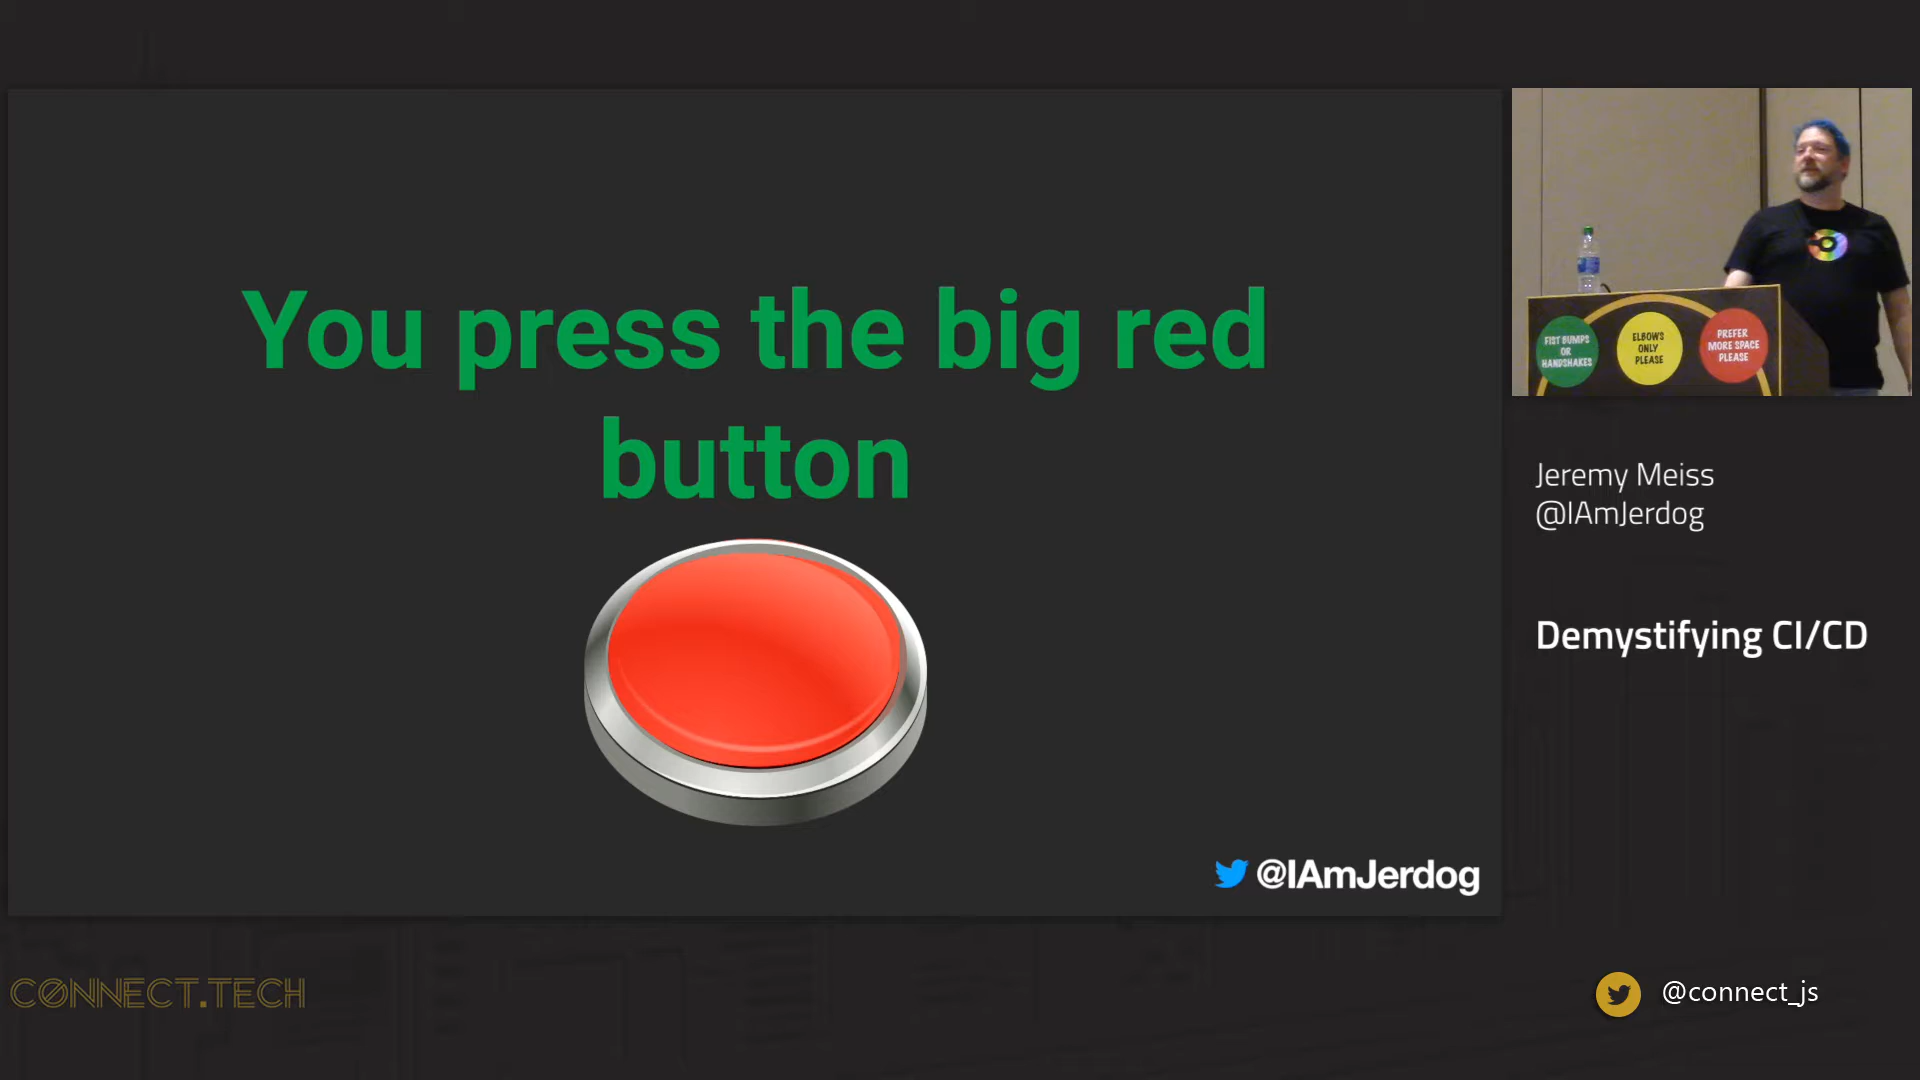 You press the big red
button
@IAmJerdog
FIST BUMPS
OR
HANDSHAKES
ELBOWS
ONLY
PLEASE
PREFER
MORE SPACE
PLEASE
Jeremy Meiss
@IAmJerdog
Demystifying CI/CD
CONNECT.TECH
@connect_js